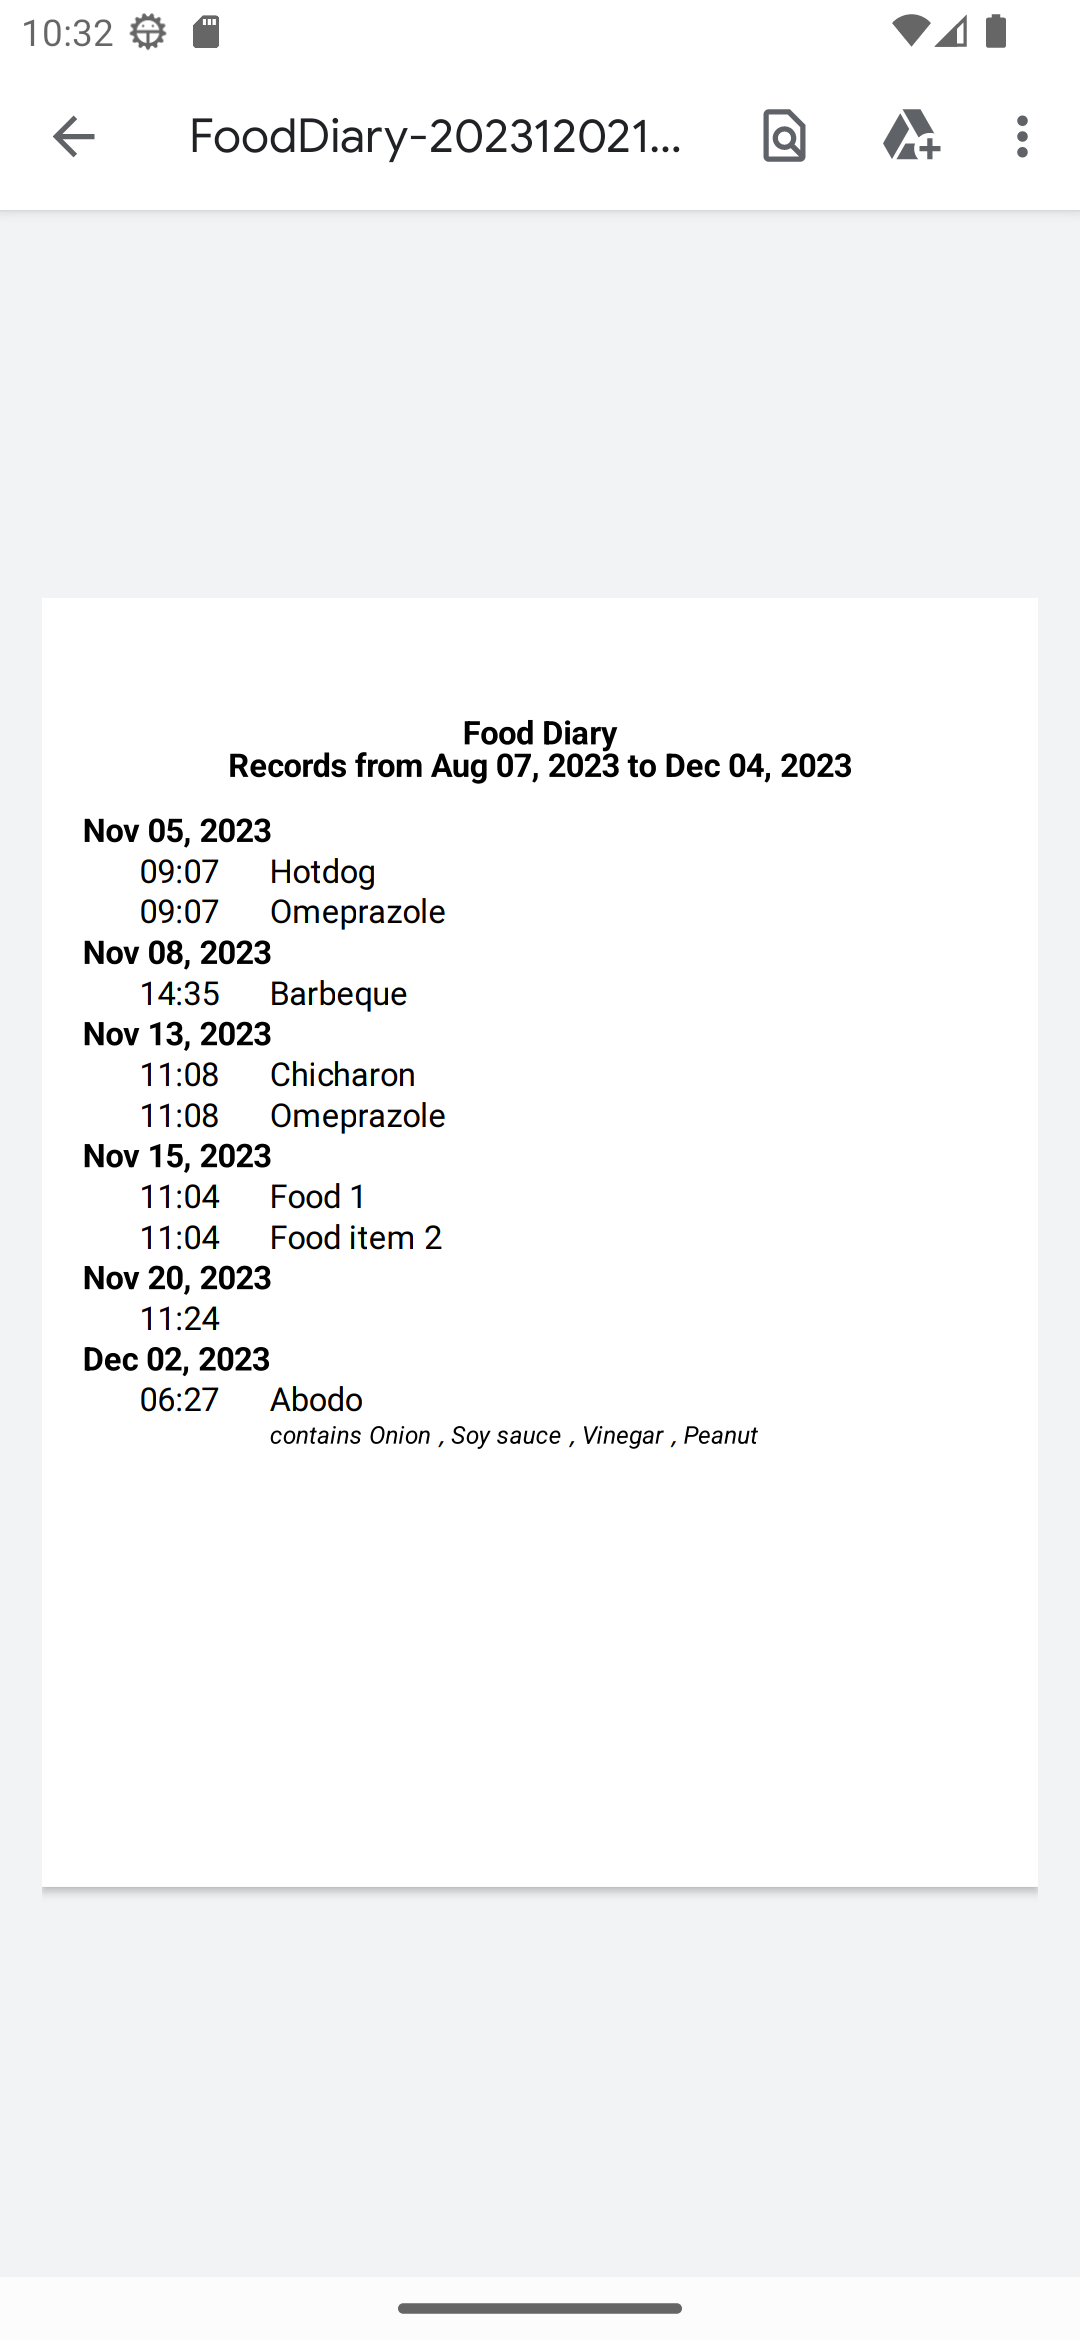 10:32
FoodDiary-202312021...
Food Diary
Records from Aug 07, 2023 to Dec 04, 2023
Nov 05, 2023
09:07 Hotdog
09:07 Omeprazole
Nov 08, 2023
14:35 Barbeque
Nov 13, 2023
11:08 Chicharon
11:08 Omeprazole
Nov 15, 2023
11:04 Food 1
11:04 Food item 2
Nov 20, 2023
11:24
Dec 02, 2023
06:27 Abodo
contains Onion , Soy sauce , Vinegar , Peanut